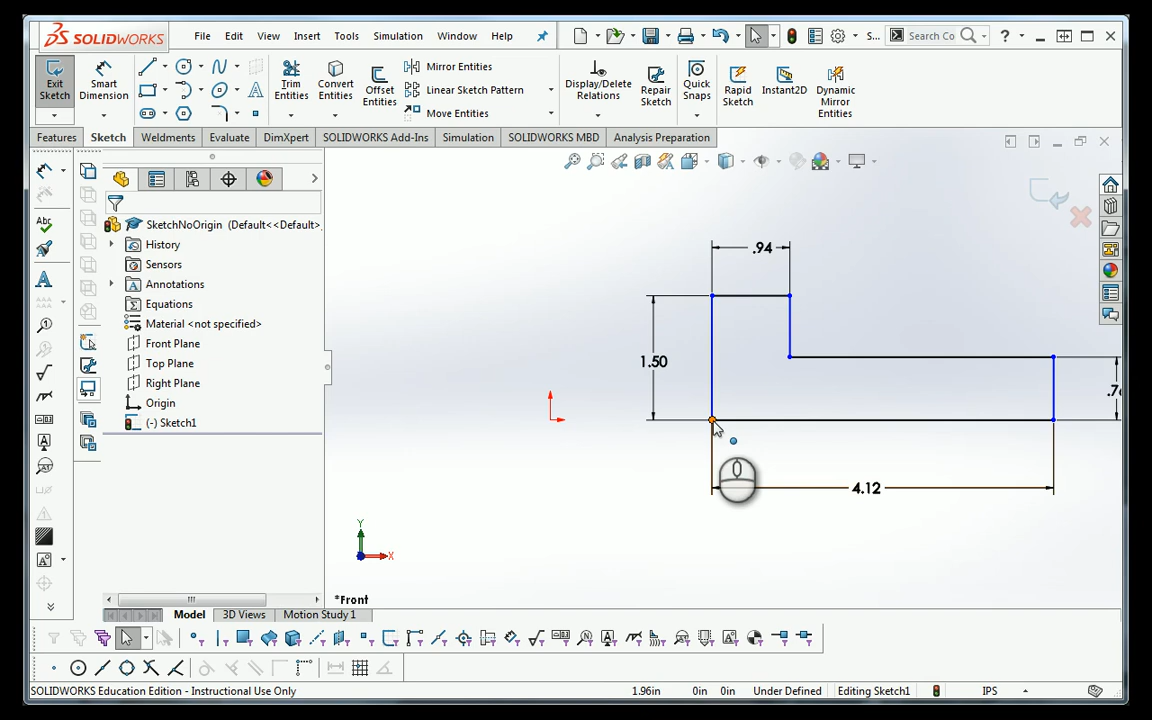 SOLIDWORKS File Edit View Insert Tools Simulation Window Help S... Search Co
Exit Sketch
Smart Dimension
Trim Entities
Convert Entities
Offset Entities
Mirror Entities
Linear Sketch Pattern
Move Entities
Display/Delete Relations
Repair Sketch
Quick Snaps
Rapid Sketch
Instant2D
Dynamic Mirror Entities
Features Sketch Weldments Evaluate DimXpert SOLIDWORKS Add-Ins Simulation SOLIDWORKS MBD Analysis Preparation
SketchNoOrigin (Default<<Default>
History
Sensors
Annotations
Equations
Material <not specified>
Front Plane
Top Plane
Right Plane
Origin
(-) Sketch1
.94
1.50
4.12
Y
X
*Front
Model 3D Views Motion Study 1
SOLIDWORKS Education Edition - Instructional Use Only 1.96in 0in 0in Under Defined Editing Sketch1 IPS